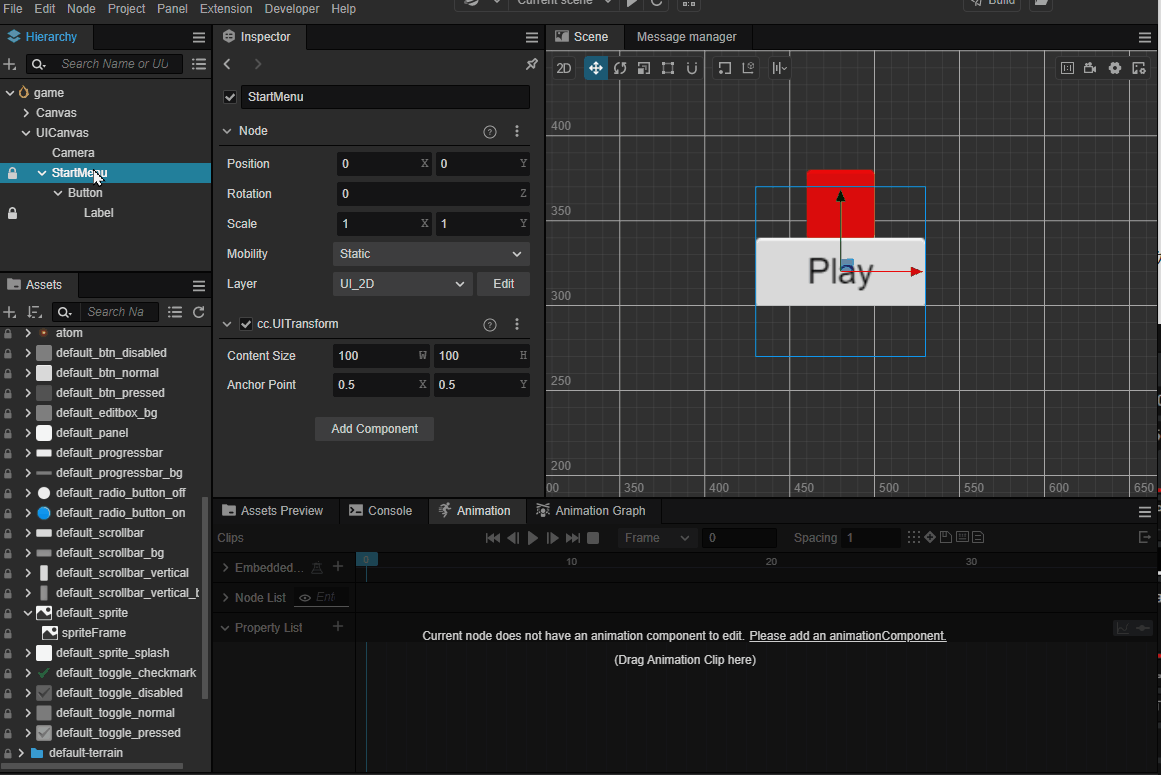 File Edit Node Project Panel Extension Developer Help
Current scene
Build
Hierarchy
Search Name or UU
game
Canvas
UICanvas
Camera
StartMenu
Button
Label
Assets
Search Na
atom
default_btn_disabled
default_btn_normal
default_btn_pressed
default_editbox_bg
default_panel
default_progressbar
default_progressbar_bg
default_radio_button_off
default_radio_button_on
default_scrollbar
default_scrollbar_bg
default_scrollbar_vertical
default_scrollbar_vertical_t
default_sprite
spriteFrame
default_sprite_splash
default_toggle_checkmark
default_toggle_disabled
default_toggle_normal
default_toggle_pressed
default-terrain
Inspector
StartMenu
Node
Position 0 X 0 Y
Rotation 0 Z
Scale 1 X 1 Y
Mobility Static
Layer UI_2D Edit
cc.UITransform
Content Size 100 W 100 H
Anchor Point 0.5 X 0.5 Y
Add Component
Scene Message manager
2D
400
350
300
250
200
Play
00 350 400 450 500 550 600 650
Assets Preview Console Animation Animation Graph
Clips Frame 0 Spacing 1
Embedded... 0 10 20 30
Node List Ent
Property List
Current node does not have an animation component to edit. Please add an animationComponent.
(Drag Animation Clip here)